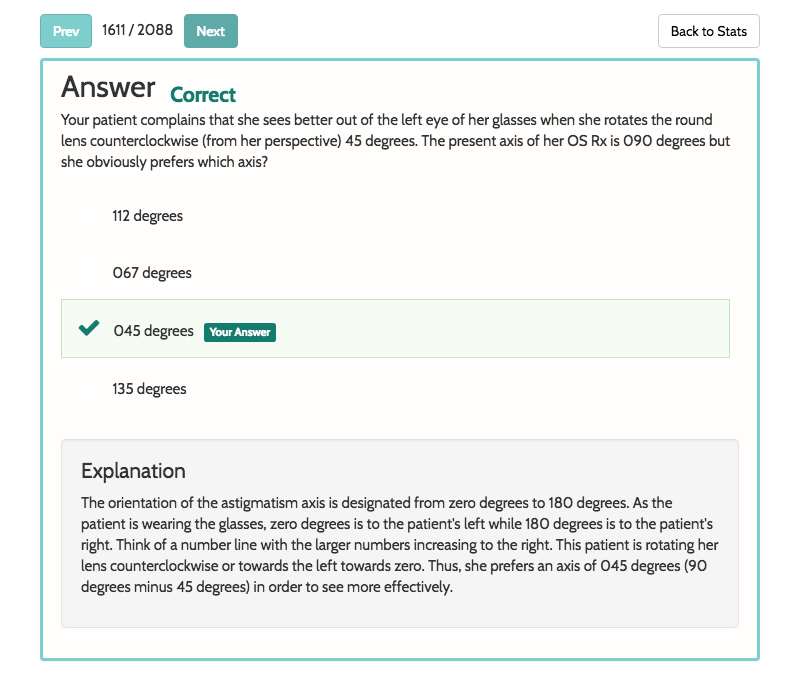 Prev 1611 / 2088 Next Back to Stats
Answer Correct
Your patient complains that she sees better out of the left eye of her glasses when she rotates the round
lens counterclockwise (from her perspective) 45 degrees. The present axis of her OS Rx is 090 degrees but
she obviously prefers which axis?
112 degrees
067 degrees
045 degrees Your Answer
135 degrees
Explanation
The orientation of the astigmatism axis is designated from zero degrees to 180 degrees. As the
patient is wearing the glasses, zero degrees is to the patient's left while 180 degrees is to the patient's
right. Think of a number line with the larger numbers increasing to the right. This patient is rotating her
lens counterclockwise or towards the left towards zero. Thus, she prefers an axis of 045 degrees (90
degrees minus 45 degrees) in order to see more effectively.